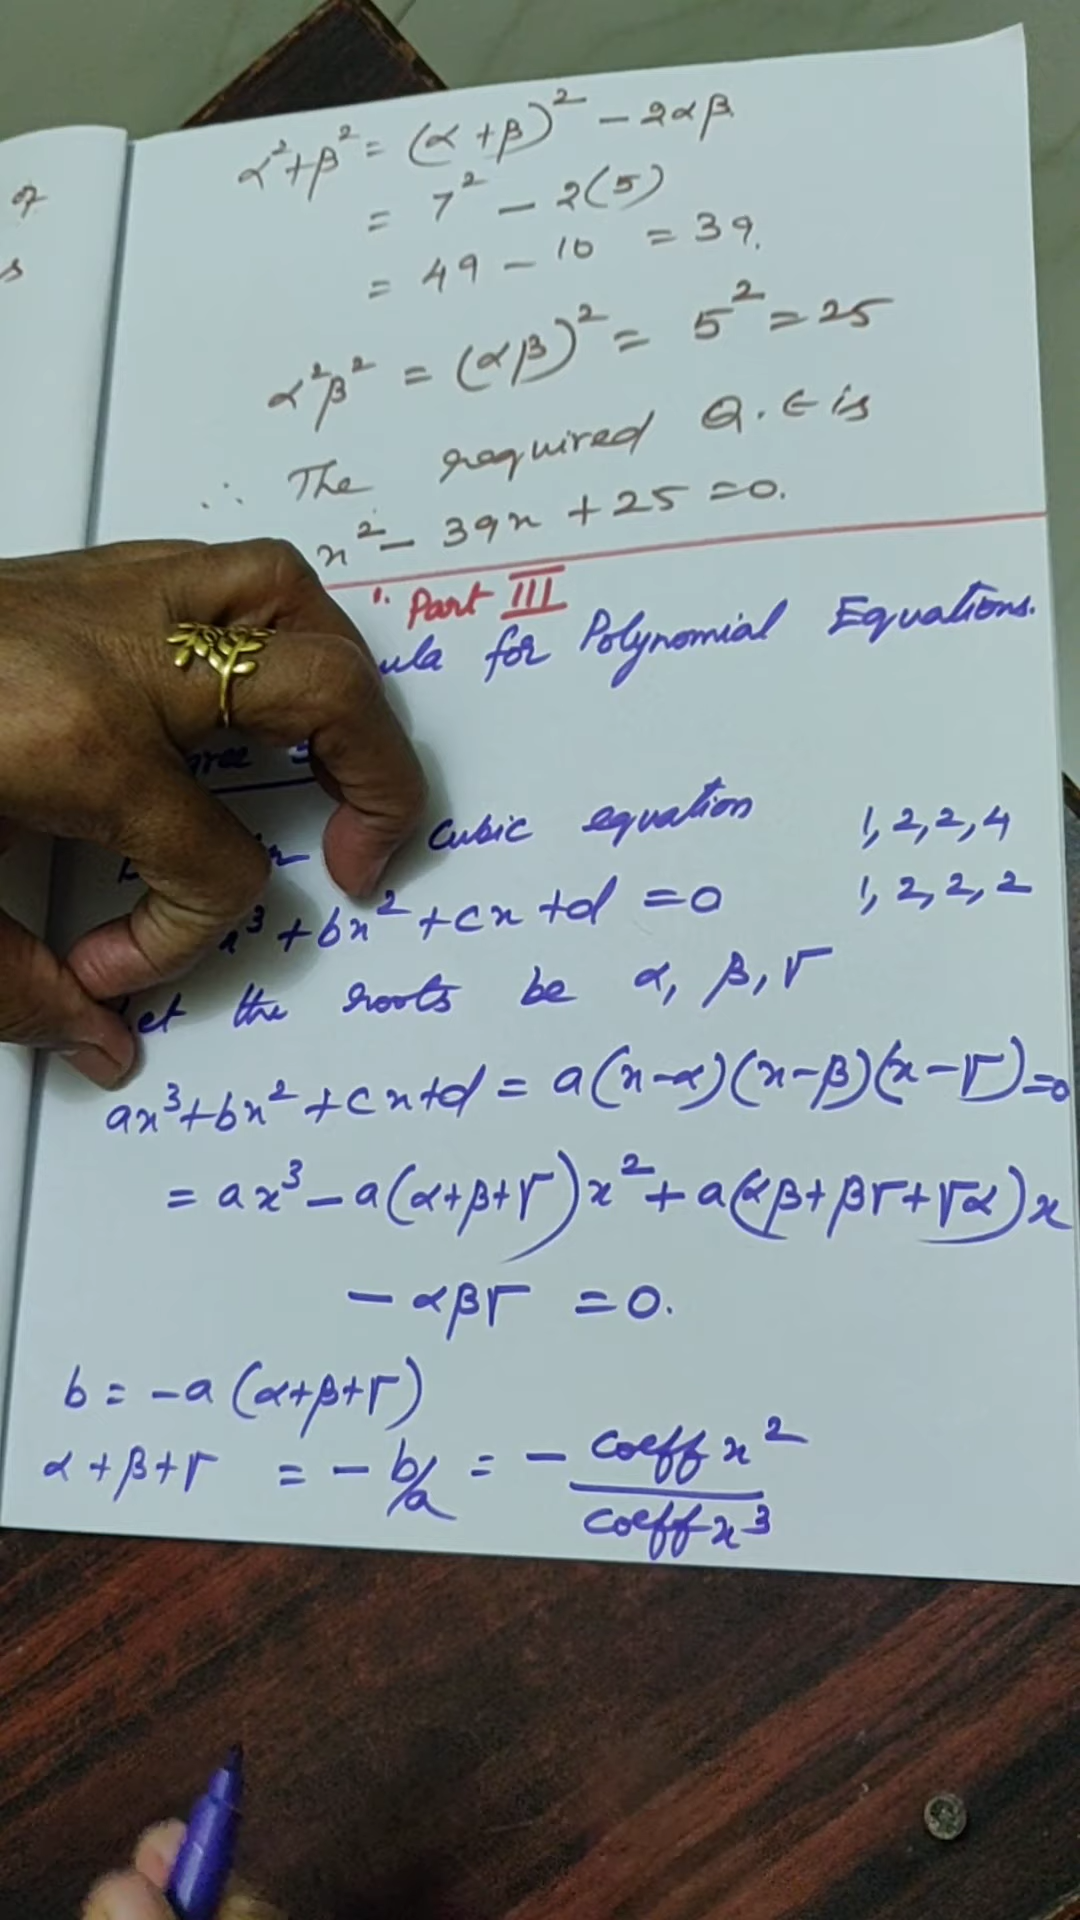 α²+β² = (α+β)² - 2αβ
= 7² - 2(5)
= 49 - 10 = 39.
α²β² = (αβ)² = 5² = 25
∴ The required Q.E is
x² - 39x + 25 = 0.
Part III
for Polynomial Equations.
cubic equation 1, 2, 2, 4
x³ + bx² + cx + d = 0 1, 2, 2, 2
Let the roots be α, β, γ
ax³+bx²+cx+d = a(x-α)(x-β)(x-γ)=0
= ax³ - a(α+β+γ)x² + a(αβ+βγ+γα)x
- αβγ = 0.
b = -a (α+β+γ)
α+β+γ = - b/a = - coeff x² / coeff x³